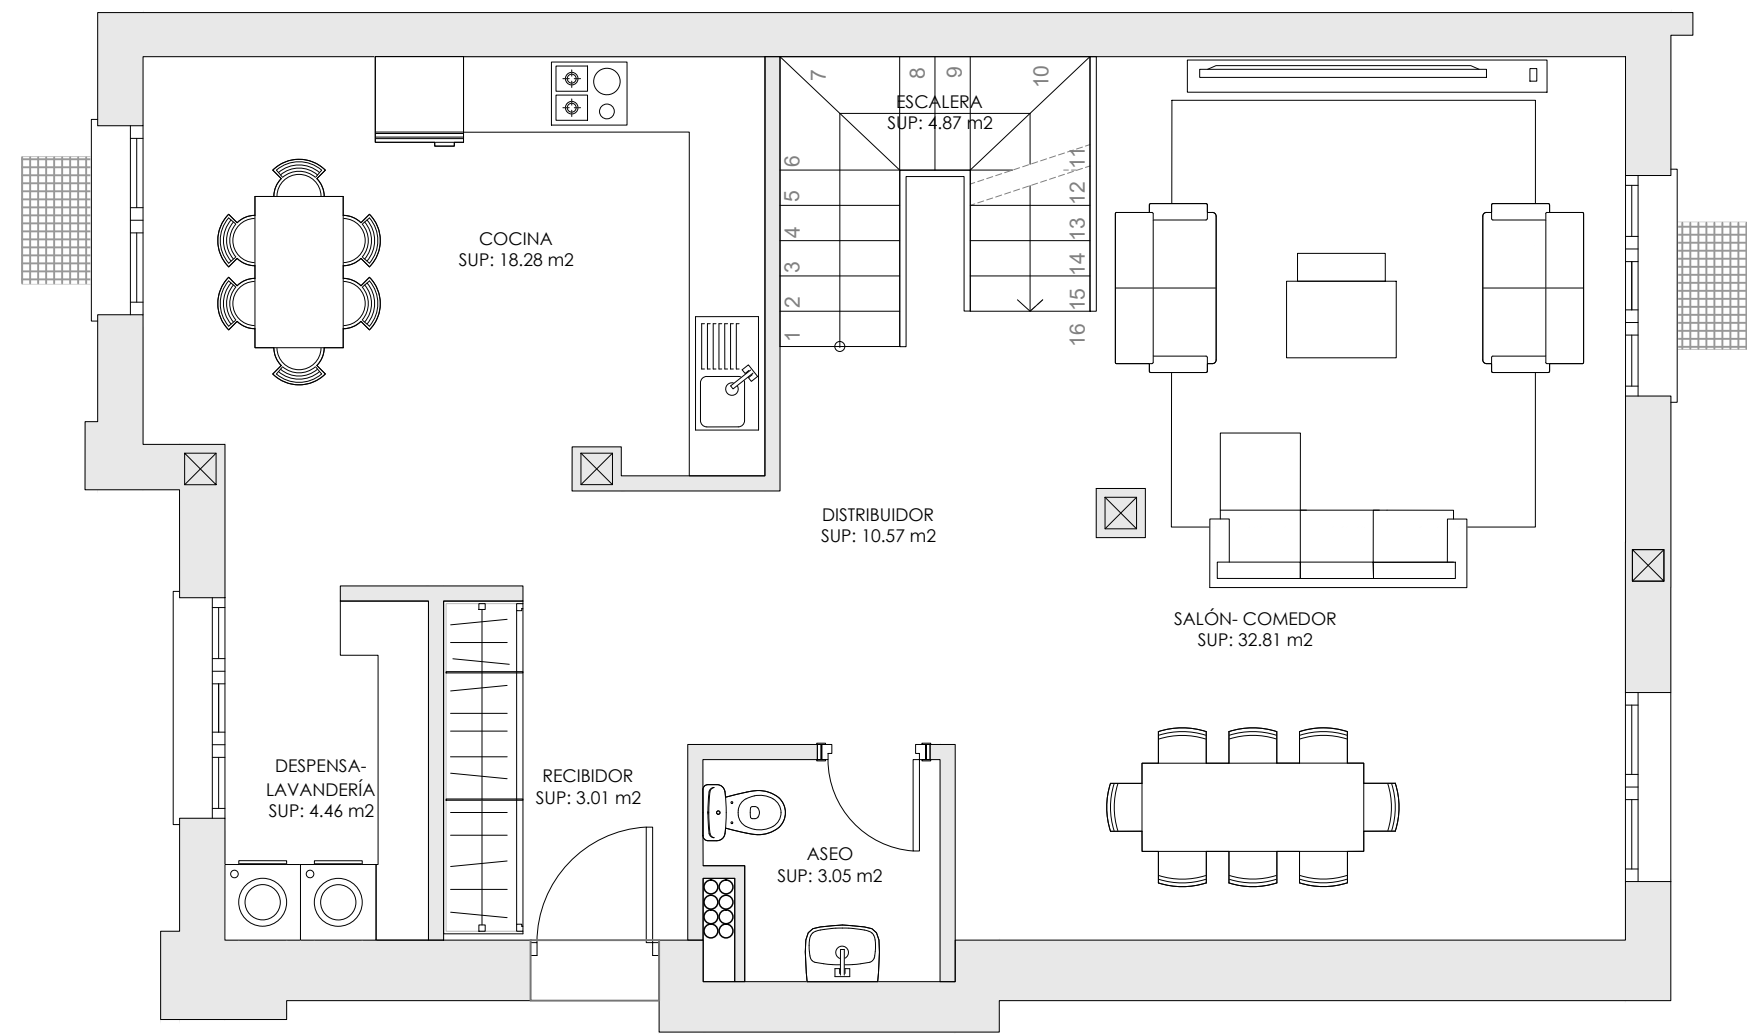 7
8
9
10
ESCALERA
SUP: 4.87 m2
6
5
4
3
2
1
11
12
13
14
15
16
COCINA
SUP: 18.28 m2
DISTRIBUIDOR
SUP: 10.57 m2
SALÓN- COMEDOR
SUP: 32.81 m2
DESPENSA-
LAVANDERÍA
SUP: 4.46 m2
RECIBIDOR
SUP: 3.01 m2
ASEO
SUP: 3.05 m2